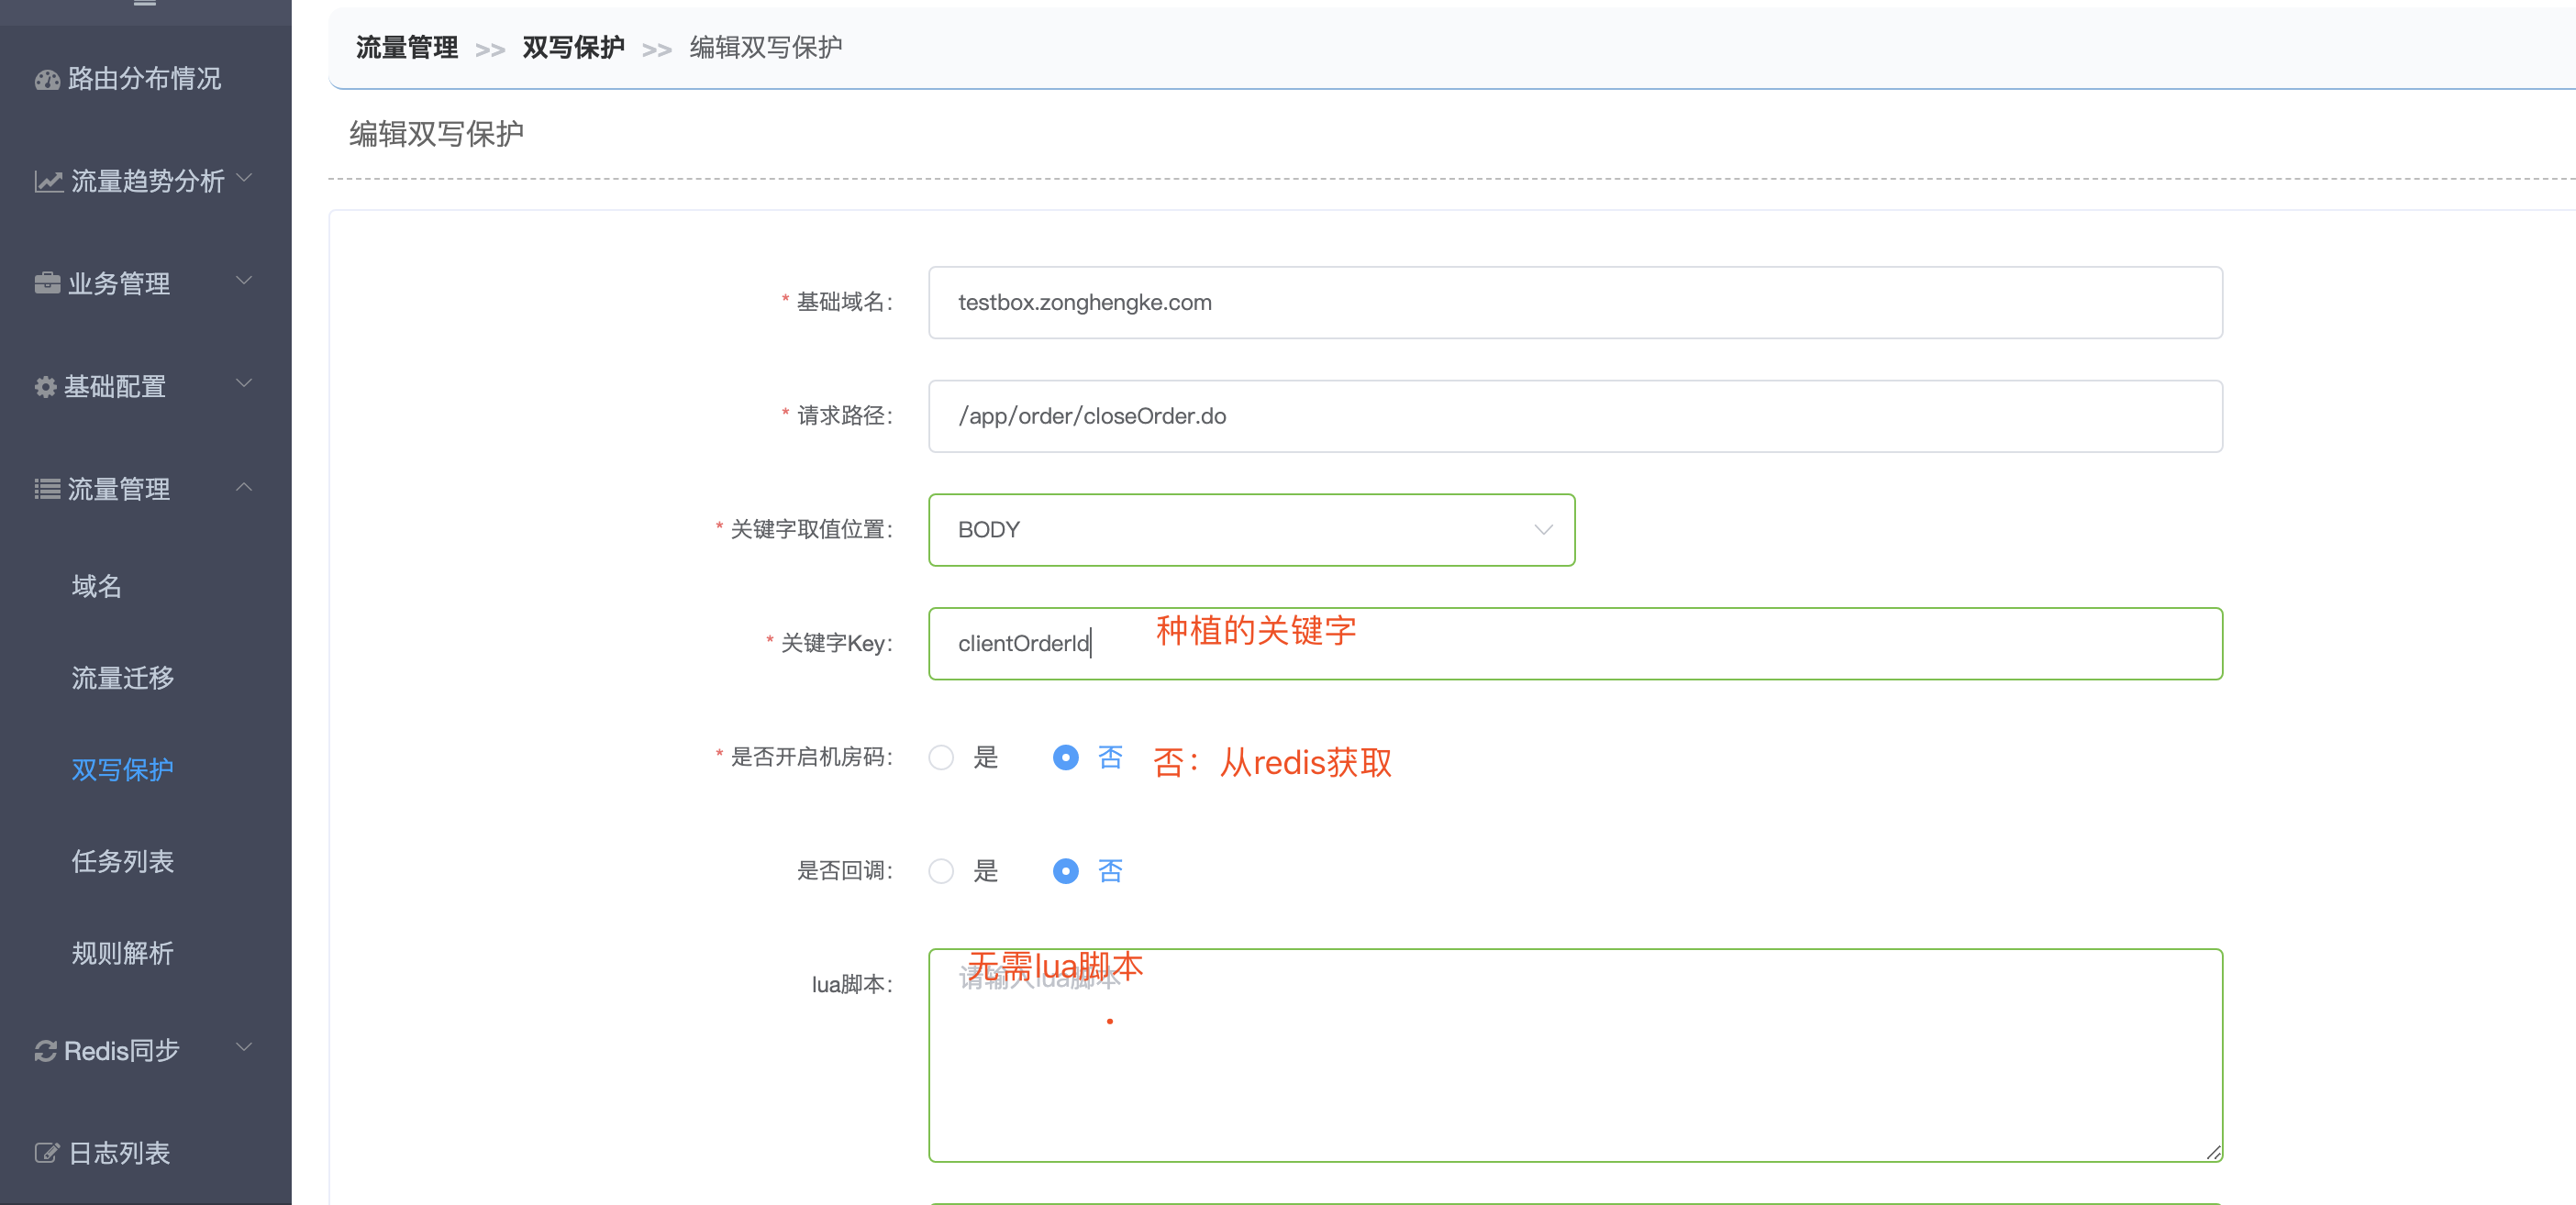 路由分布情况
流量趋势分析
业务管理
基础配置
流量管理
域名
流量迁移
双写保护
任务列表
规则解析
Redis同步
日志列表
流量管理 >> 双写保护 >> 编辑双写保护
编辑双写保护
* 基础域名： testbox.zonghengke.com
* 请求路径： /app/order/closeOrder.do
* 关键字取值位置： BODY
* 关键字Key： clientOrderId 种植的关键字
* 是否开启机房码： 是 否 否：从redis获取
是否回调： 是 否
lua脚本： 请输入lua脚本
无需lua脚本